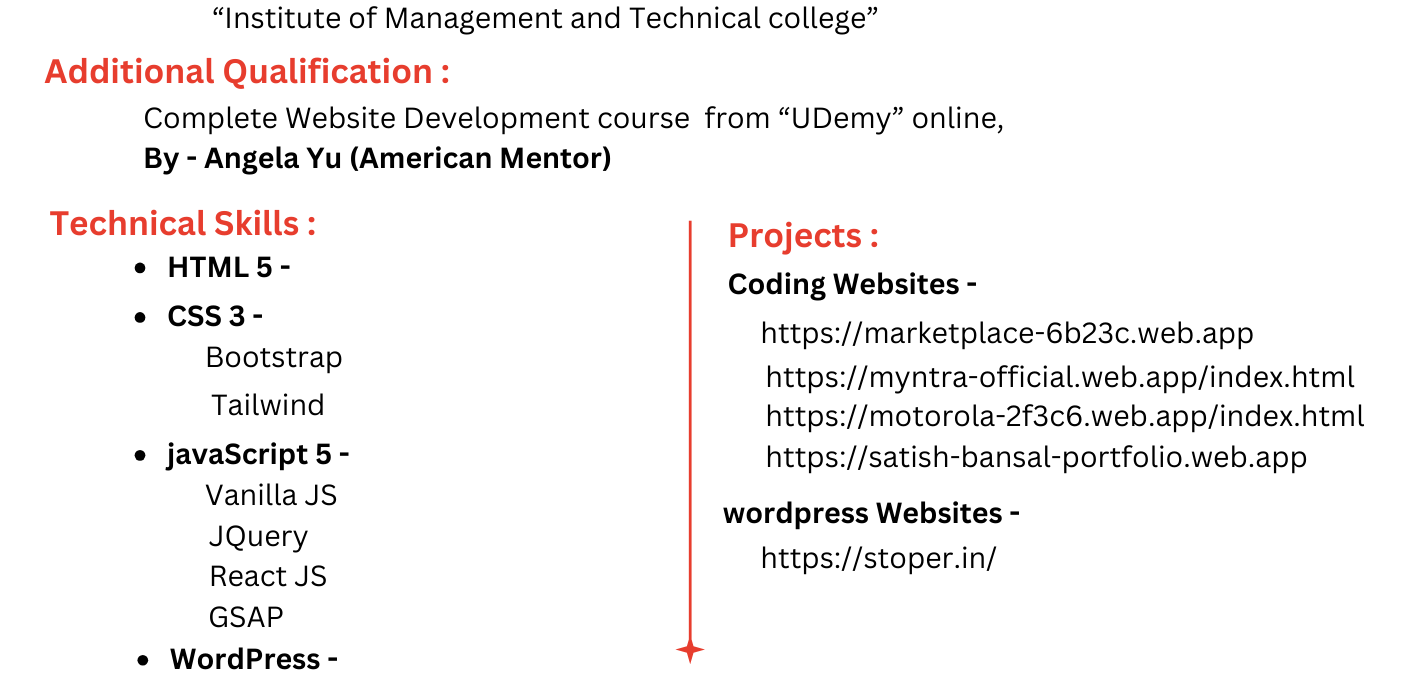 “Institute of Management and Technical college”
Additional Qualification :
Complete Website Development course from “UDemy” online,
By - Angela Yu (American Mentor)
Technical Skills :
• HTML 5 -
• CSS 3 -
Bootstrap
Tailwind
• javaScript 5 -
Vanilla JS
JQuery
React JS
GSAP
• WordPress -
Projects :
Coding Websites -
https://marketplace-6b23c.web.app
https://myntra-official.web.app/index.html
https://motorola-2f3c6.web.app/index.html
https://satish-bansal-portfolio.web.app
wordpress Websites -
https://stoper.in/